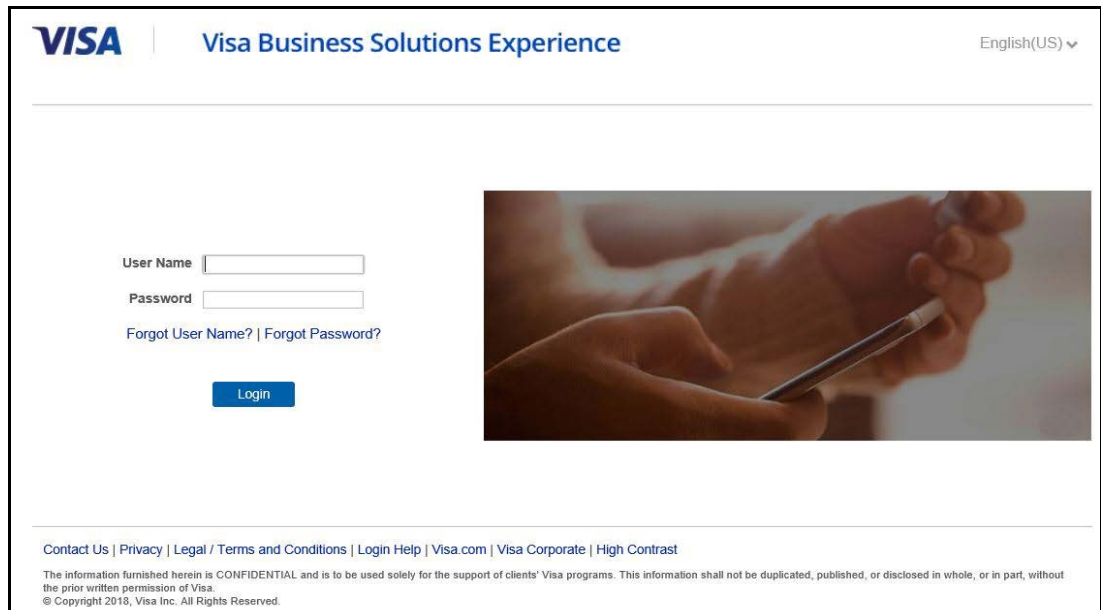 VISA
Visa Business Solutions Experience
English(US)
User Name
Password
Forgot User Name? | Forgot Password?
Login
Contact Us | Privacy | Legal / Terms and Conditions | Login Help | Visa.com | Visa Corporate | High Contrast
The information furnished herein is CONFIDENTIAL and is to be used solely for the support of clients' Visa programs. This information shall not be duplicated, published, or disclosed in whole, or in part, without
the prior written permission of Visa.
© Copyright 2018, Visa Inc. All Rights Reserved.